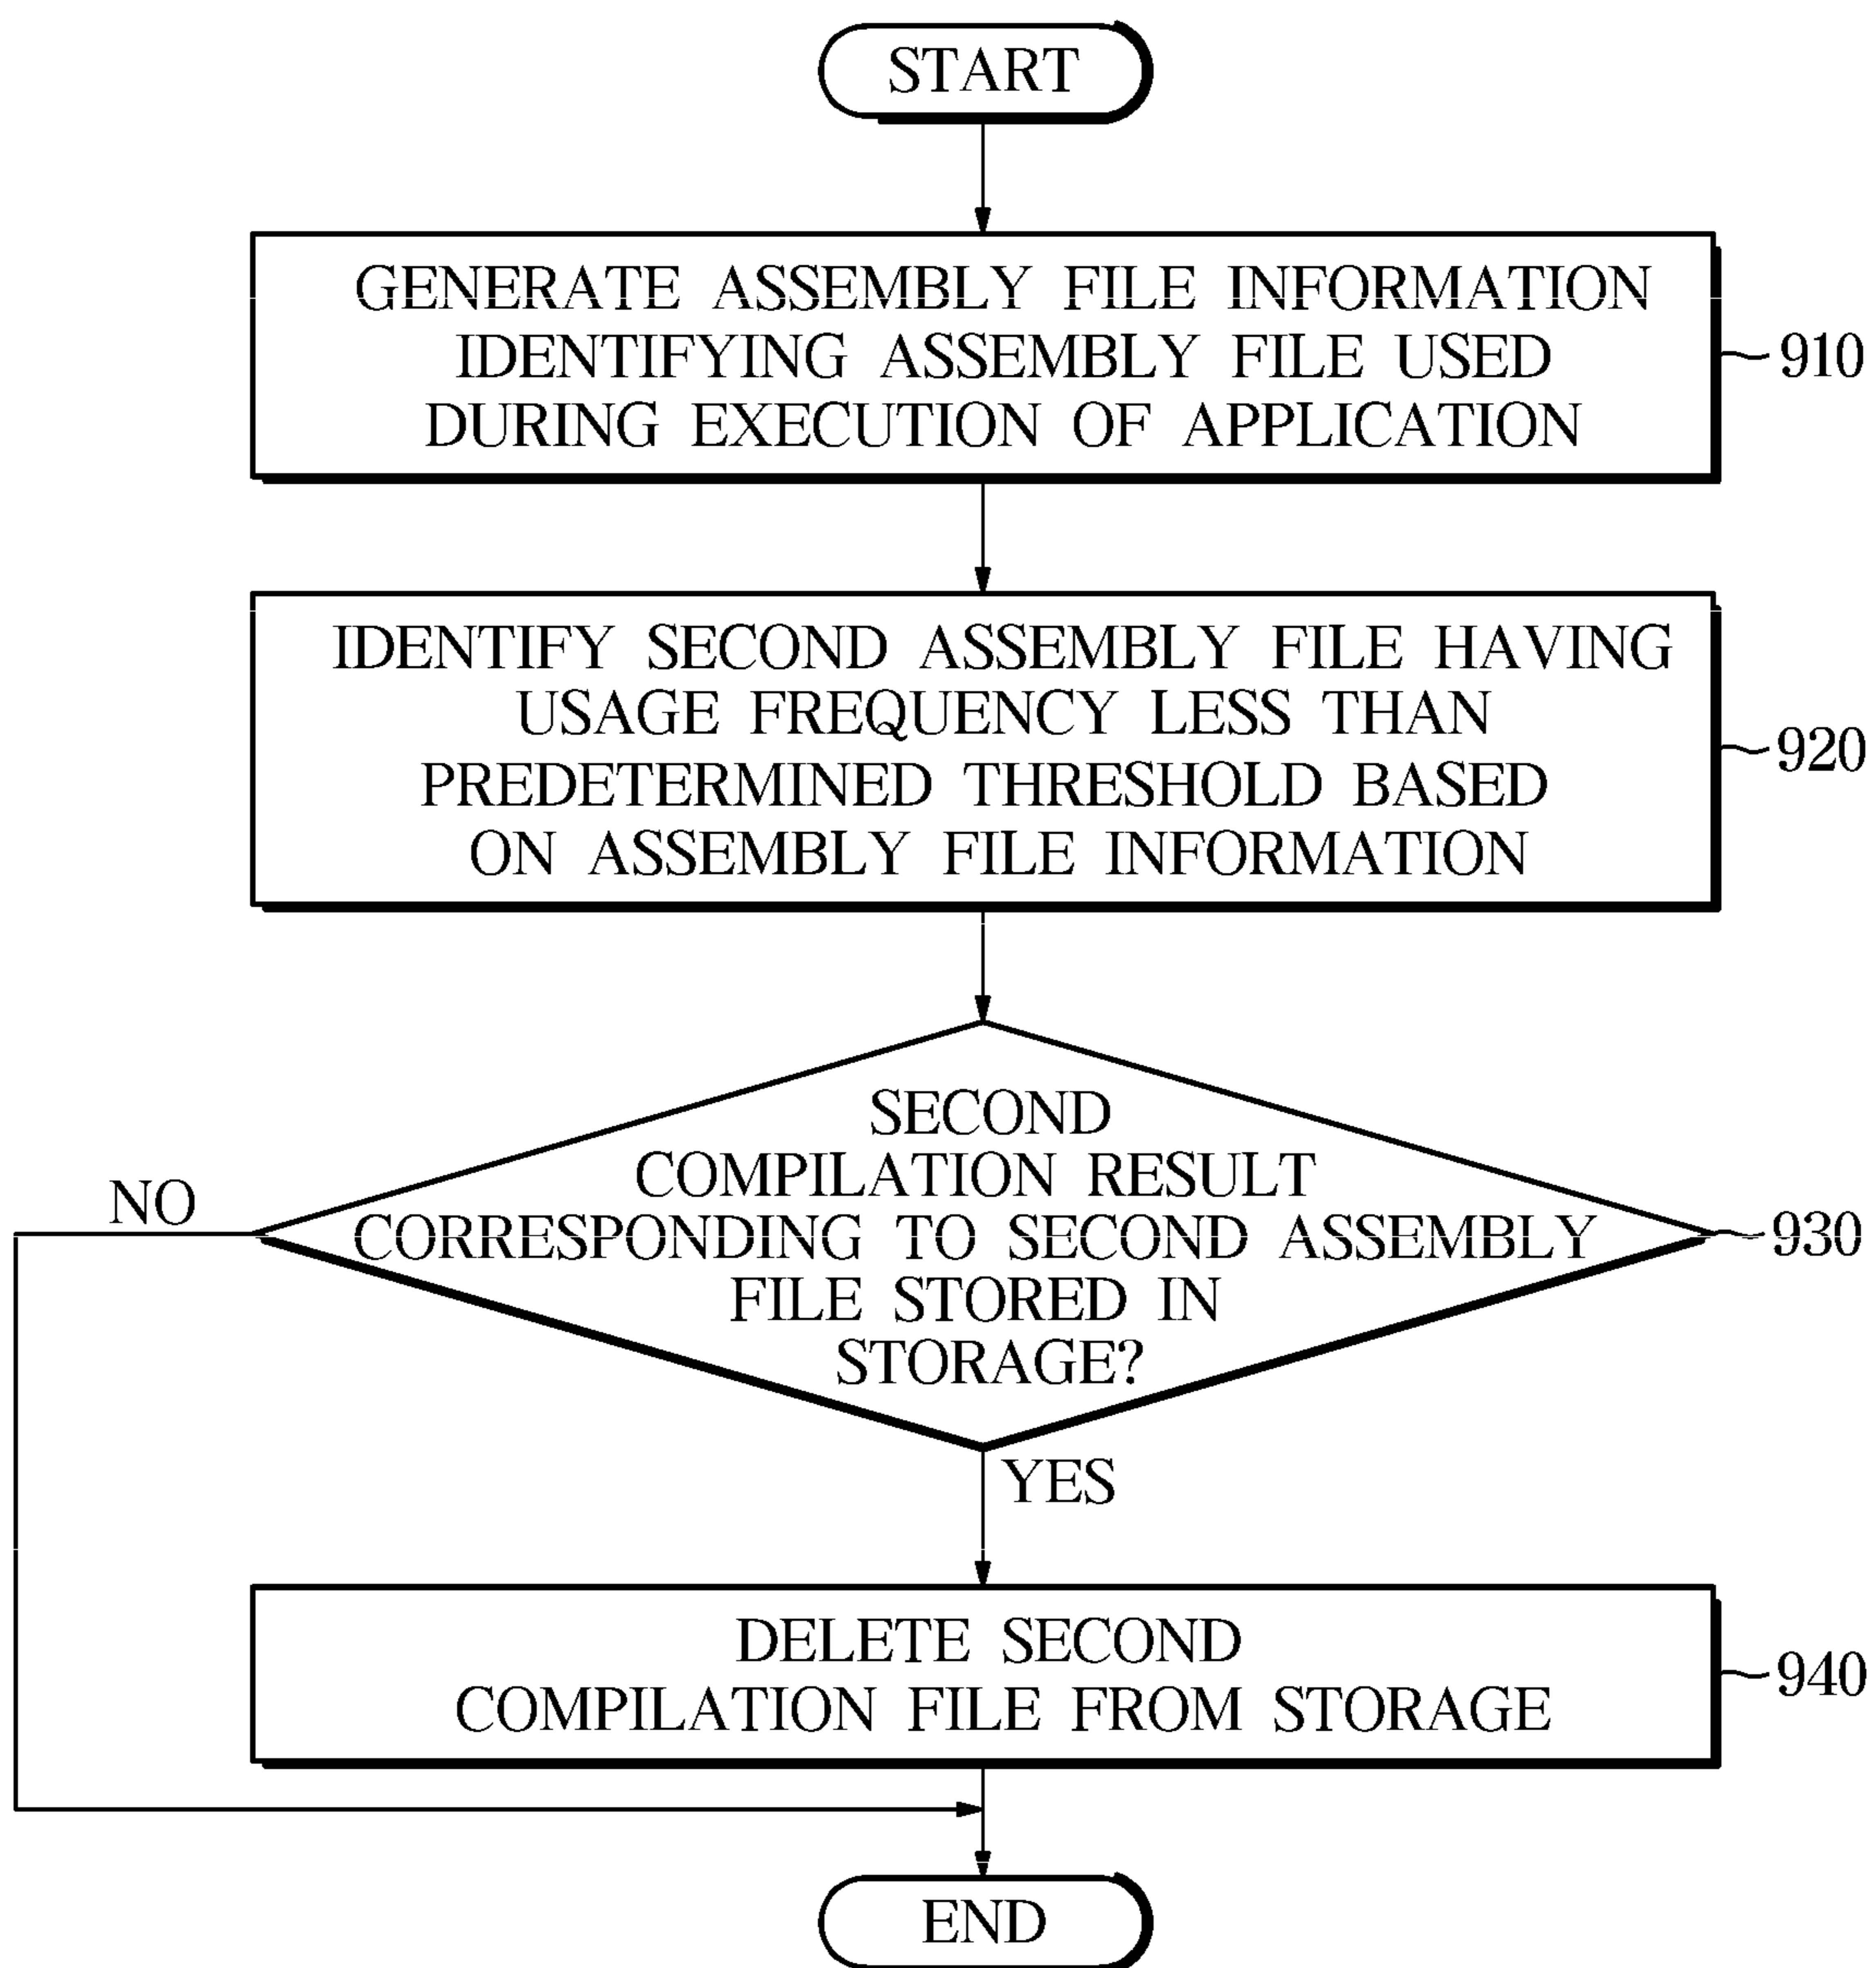 START
GENERATE ASSEMBLY FILE INFORMATION
IDENTIFYING ASSEMBLY FILE USED
DURING EXECUTION OF APPLICATION
910
IDENTIFY SECOND ASSEMBLY FILE HAVING
USAGE FREQUENCY LESS THAN
PREDETERMINED THRESHOLD BASED
ON ASSEMBLY FILE INFORMATION
920
SECOND
COMPILATION RESULT
CORRESPONDING TO SECOND ASSEMBLY
FILE STORED IN
STORAGE?
930
NO
YES
DELETE SECOND
COMPILATION FILE FROM STORAGE
940
END